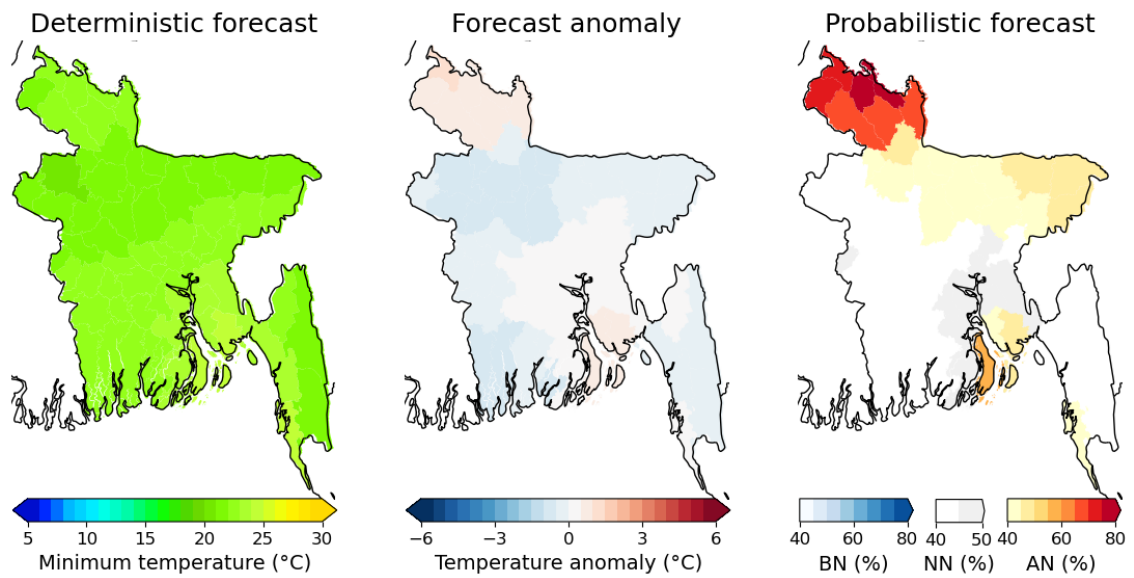 Deterministic forecast
Forecast anomaly
Probabilistic forecast
5 10 15 20 25 30
Minimum temperature (°C)
−6 −3 0 3 6
Temperature anomaly (°C)
40 60 80
BN (%)
40 50
NN (%)
40 60 80
AN (%)